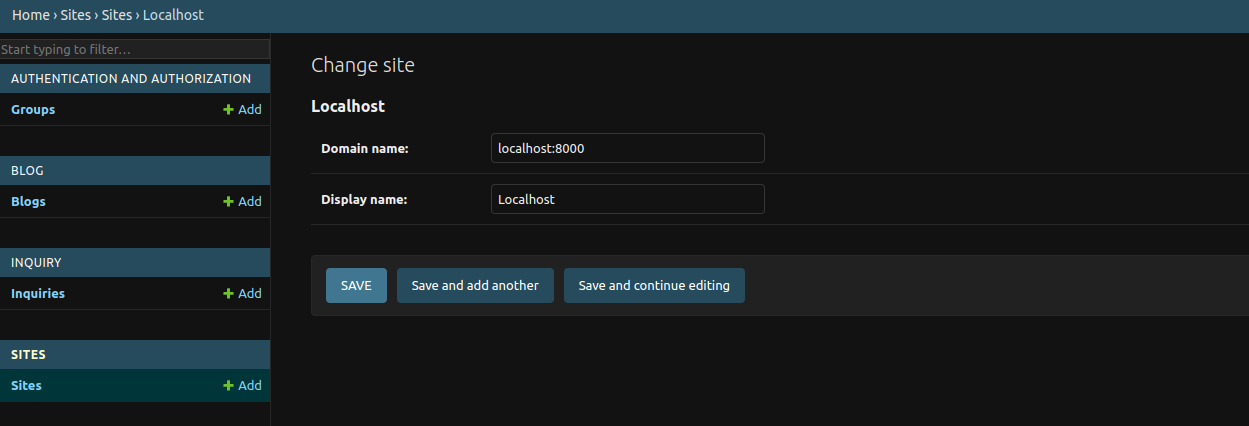 Home › Sites › Sites › Localhost
Start typing to filter…
AUTHENTICATION AND AUTHORIZATION
Groups + Add
BLOG
Blogs + Add
INQUIRY
Inquiries + Add
SITES
Sites + Add
Change site
Localhost
Domain name: localhost:8000
Display name: Localhost
SAVE Save and add another Save and continue editing